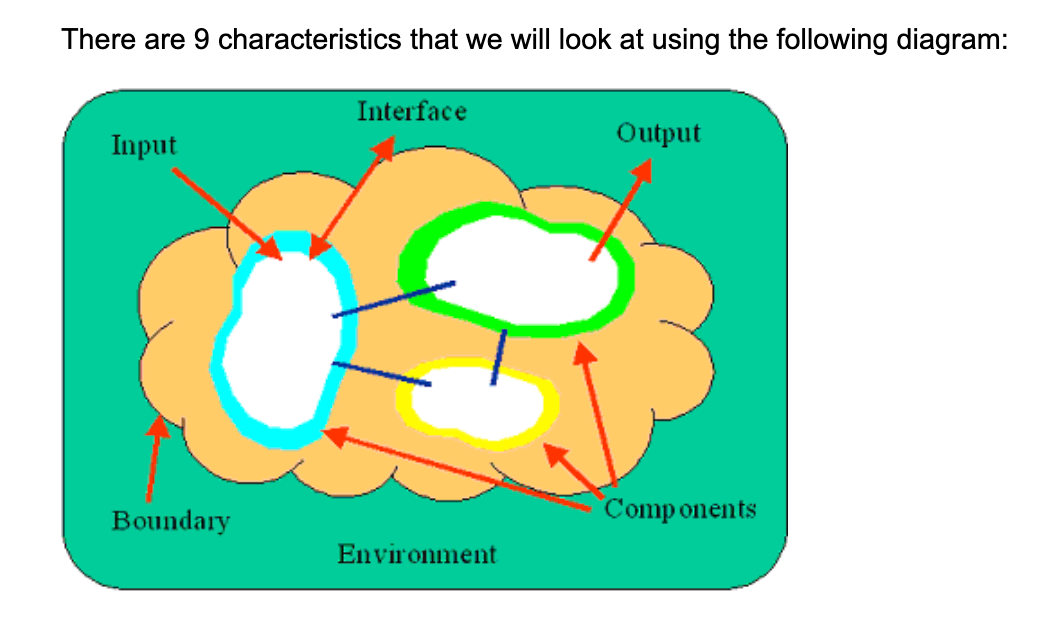 There are 9 characteristics that we will look at using the following diagram:
Interface
Input
Output
Boundary
Components
Environment